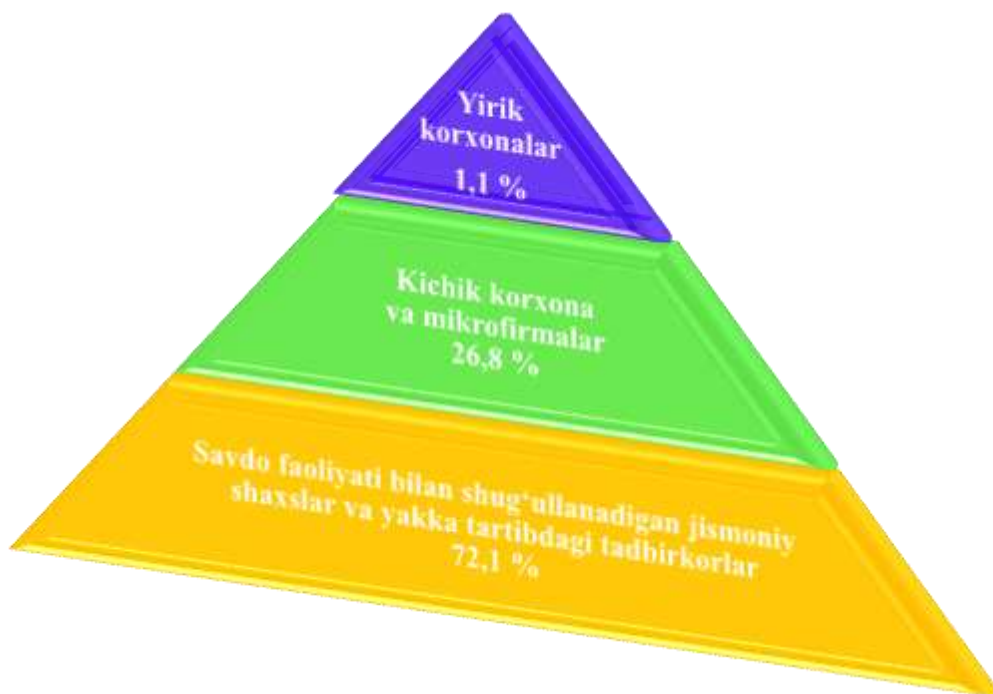 Yirik
korxonalar
1,1 %
Kichik korxona
va mikrofirmalar
26,8 %
Savdo faoliyati bilan shug‘ullanadigan jismoniy
shaxslar va yakka tartibdagi tadbirkorlar
72,1 %